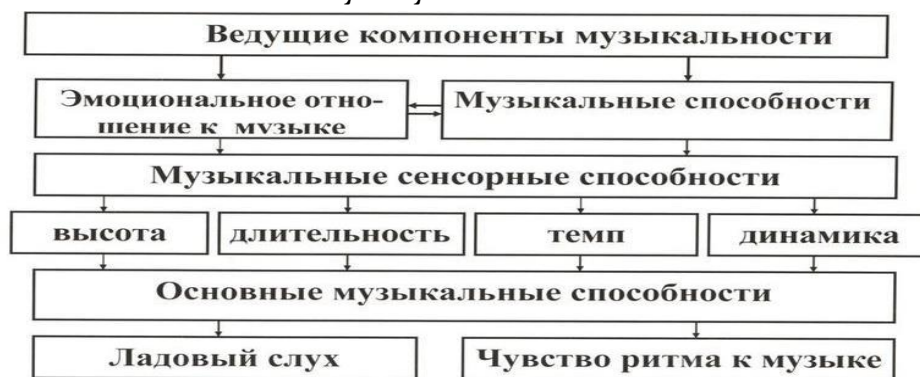 Ведущие компоненты музыкальности
Эмоциональное отно-
шение к музыке
Музыкальные способности
Музыкальные сенсорные способности
высота
длительность
темп
динамика
Основные музыкальные способности
Ладовый слух
Чувство ритма к музыке